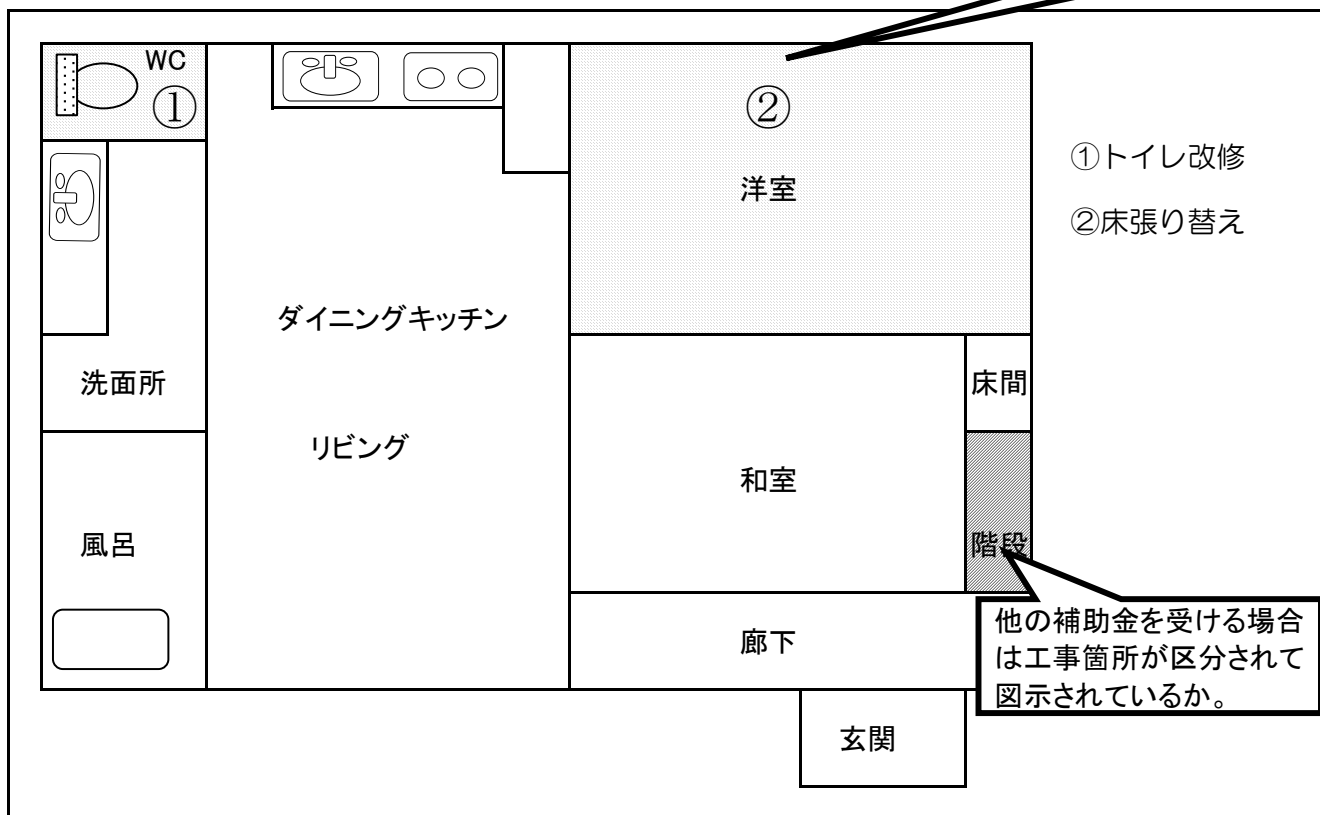 WC
①
②
洋室
①トイレ改修
②床張り替え
ダイニングキッチン
洗面所
床間
リビング
和室
風呂
階段
廊下
他の補助金を受ける場合
は工事箇所が区分されて
図示されているか。
玄関